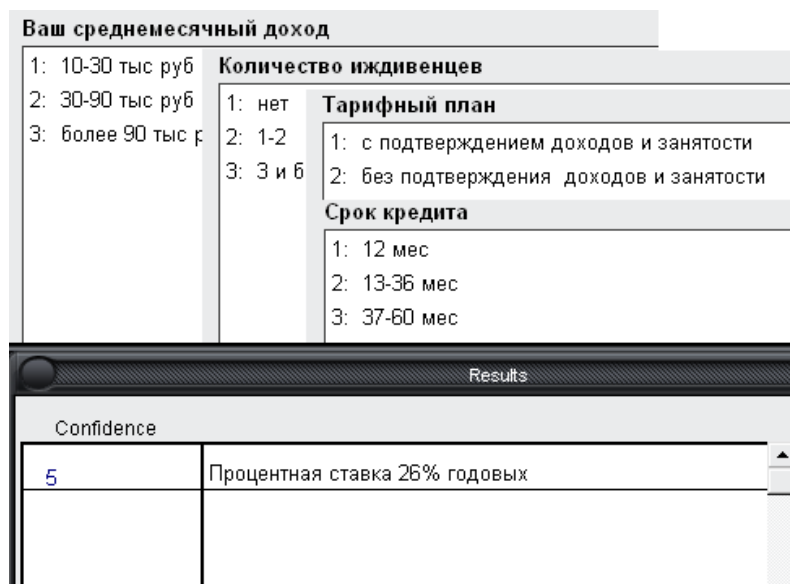 Ваш среднемесячный доход
1: 10-30 тыс руб
2: 30-90 тыс руб
3: более 90 тыс р
Количество иждивенцев
1: нет
2: 1-2
3: 3 и б
Тарифный план
1: с подтверждением доходов и занятости
2: без подтверждения доходов и занятости
Срок кредита
1: 12 мес
2: 13-36 мес
3: 37-60 мес
Results
Confidence
5 Процентная ставка 26% годовых